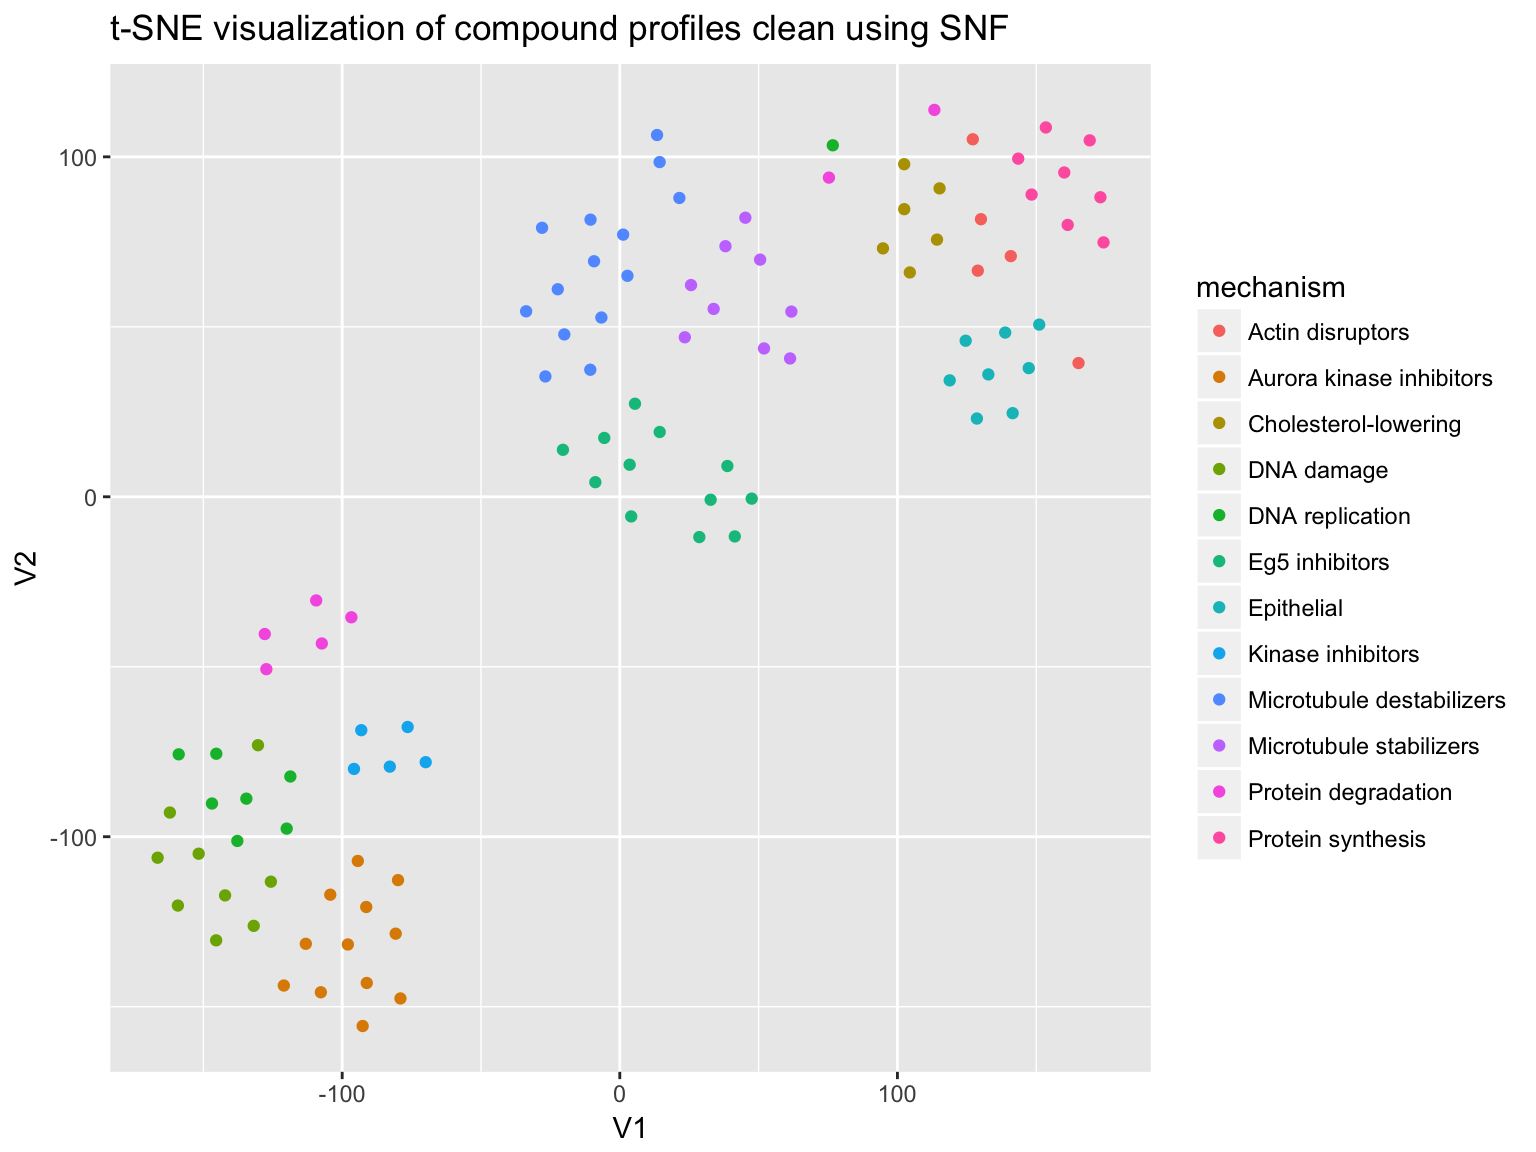 t-SNE visualization of compound profiles clean using SNF
100
0
-100
V2
-100
0
100
V1
mechanism
Actin disruptors
Aurora kinase inhibitors
Cholesterol-lowering
DNA damage
DNA replication
Eg5 inhibitors
Epithelial
Kinase inhibitors
Microtubule destabilizers
Microtubule stabilizers
Protein degradation
Protein synthesis